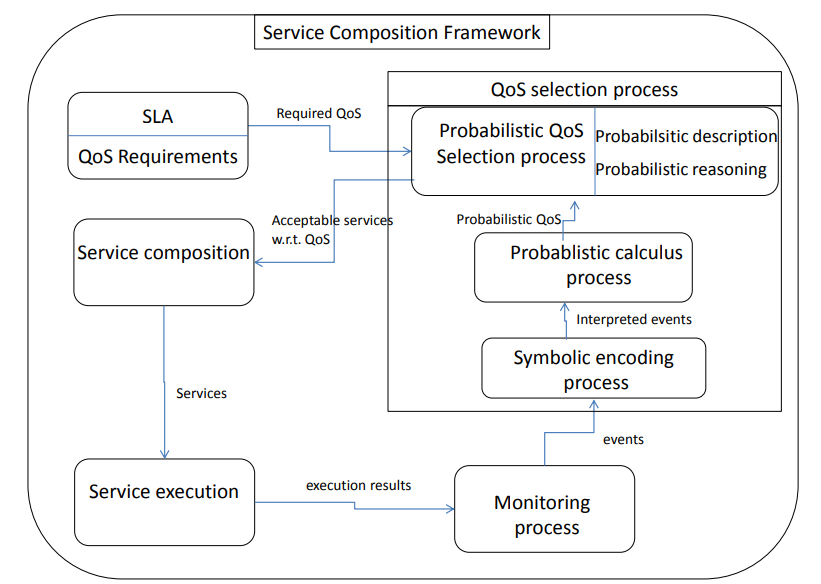 Service Composition Framework
QoS selection process
SLA
QoS Requirements
Required QoS
Probabilistic QoS
Selection process
Probabilsitic description
Probabilistic reasoning
Acceptable services
w.r.t. QoS
Probabilistic QoS
Service composition
Probablistic calculus
process
Interpreted events
Symbolic encoding
process
Services
events
Service execution
execution results
Monitoring
process